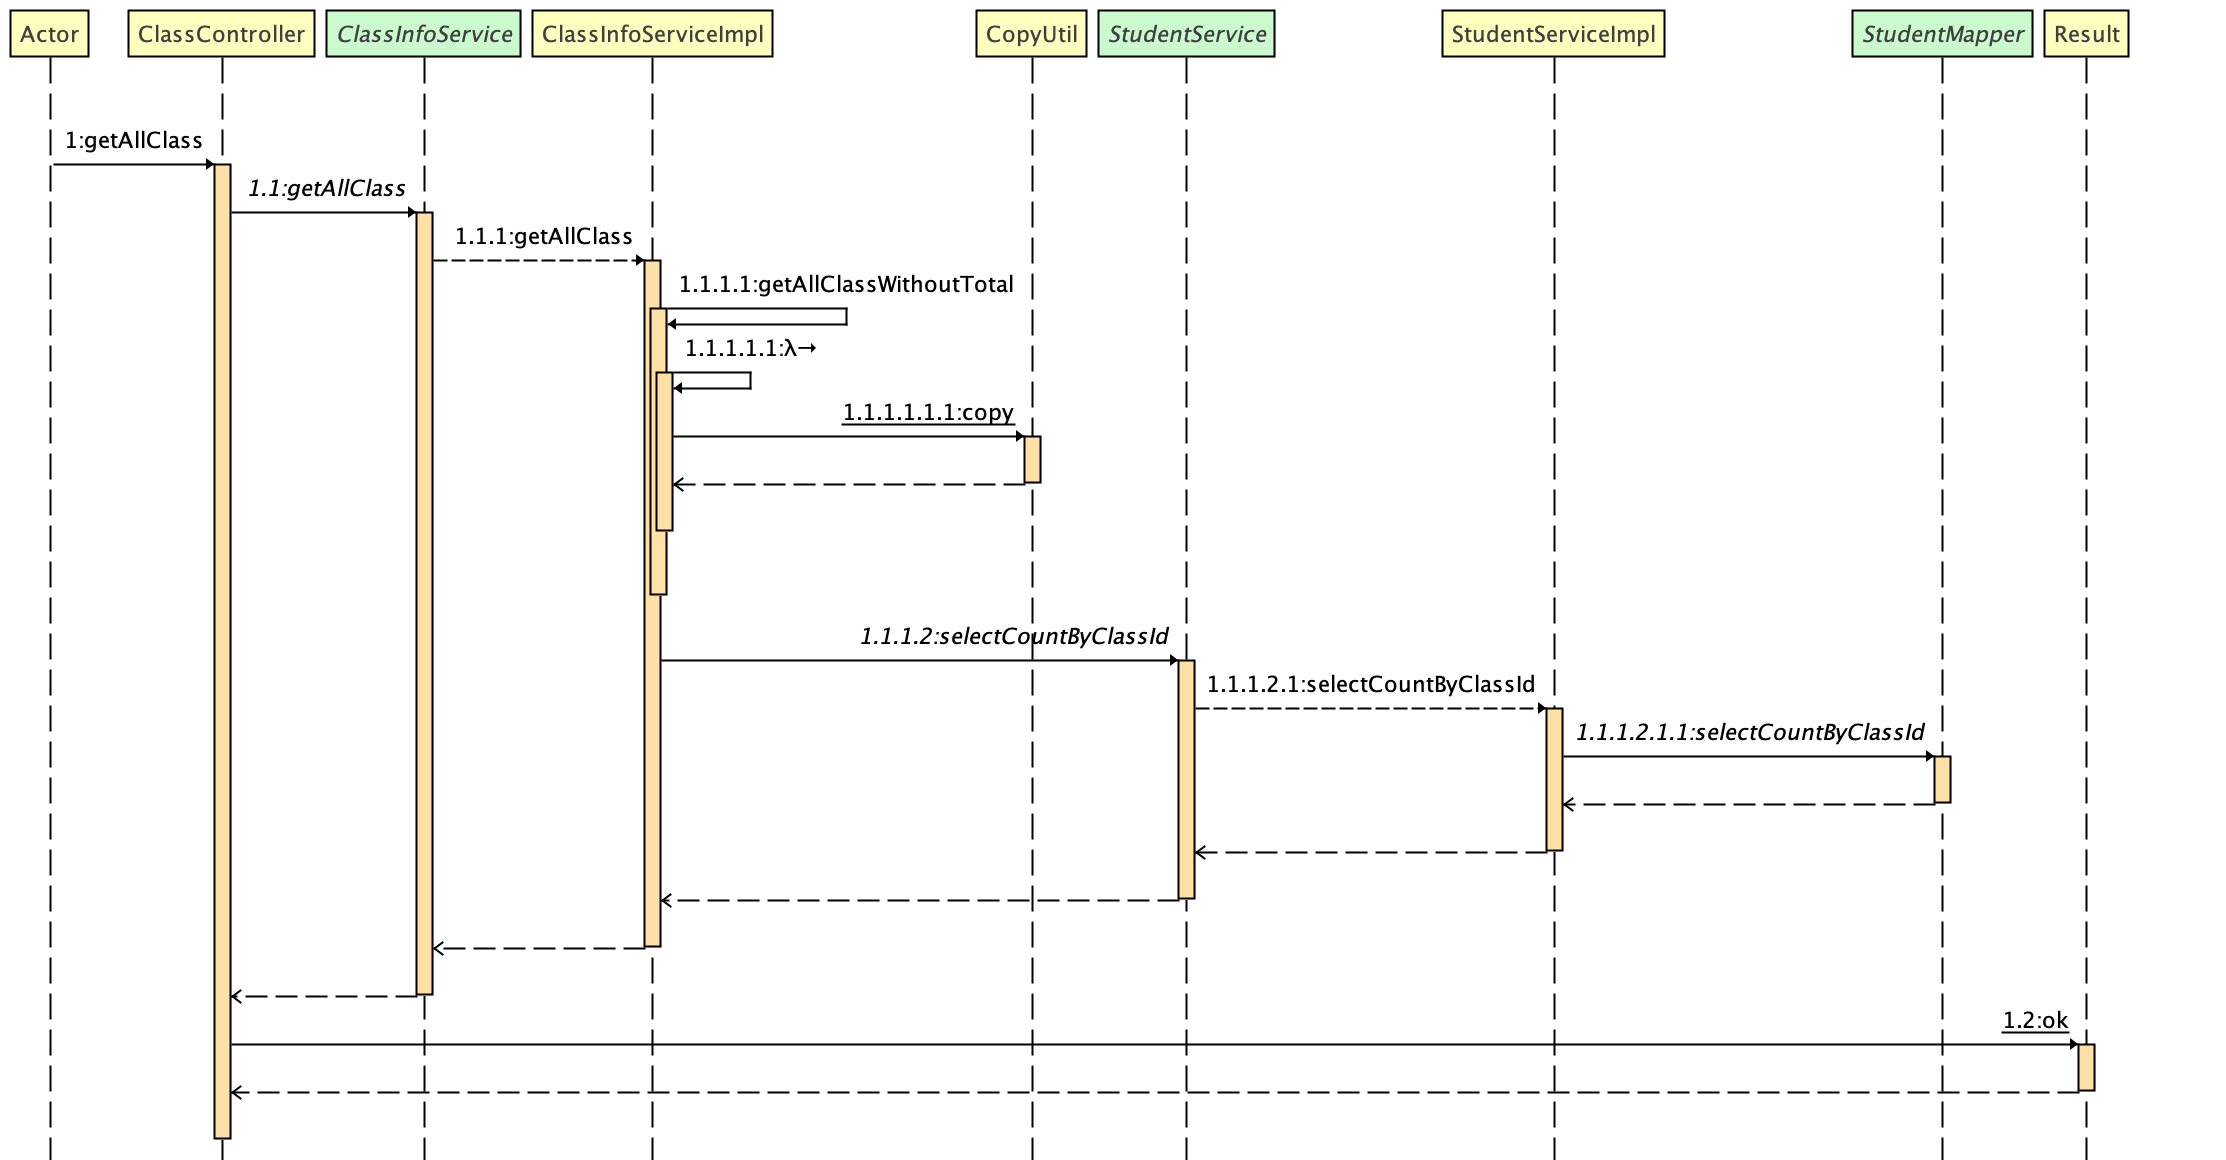 Actor
ClassController
ClassInfoService
ClassInfoServiceImpl
CopyUtil
StudentService
StudentServiceImpl
StudentMapper
Result
1:getAllClass
1.1:getAllClass
1.1.1:getAllClass
1.1.1.1:getAllClassWithoutTotal
1.1.1.1.1:λ→
1.1.1.1.1.1:copy
1.1.1.2:selectCountByClassId
1.1.1.2.1:selectCountByClassId
1.1.1.2.1.1:selectCountByClassId
1.2:ok